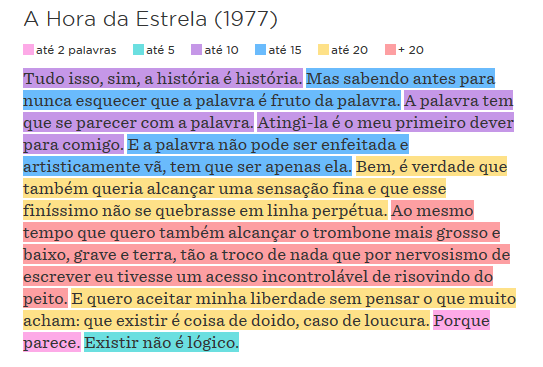 A Hora da Estrela (1977)
até 2 palavras até 5 até 10 até 15 até 20 + 20
Tudo isso, sim, a história é história. Mas sabendo antes para
nunca esquecer que a palavra é fruto da palavra. A palavra tem
que se parecer com a palavra. Atingi-la é o meu primeiro dever
para comigo. E a palavra não pode ser enfeitada e
artisticamente vã, tem que ser apenas ela. Bem, é verdade que
também queria alcançar uma sensação fina e que esse
finíssimo não se quebrasse em linha perpétua. Ao mesmo
tempo que quero também alcançar o trombone mais grosso e
baixo, grave e terra, tão a troco de nada que por nervosismo de
escrever eu tivesse um acesso incontrolável de risovindo do
peito. E quero aceitar minha liberdade sem pensar o que muito
acham: que existir é coisa de doido, caso de loucura. Porque
parece. Existir não é lógico.